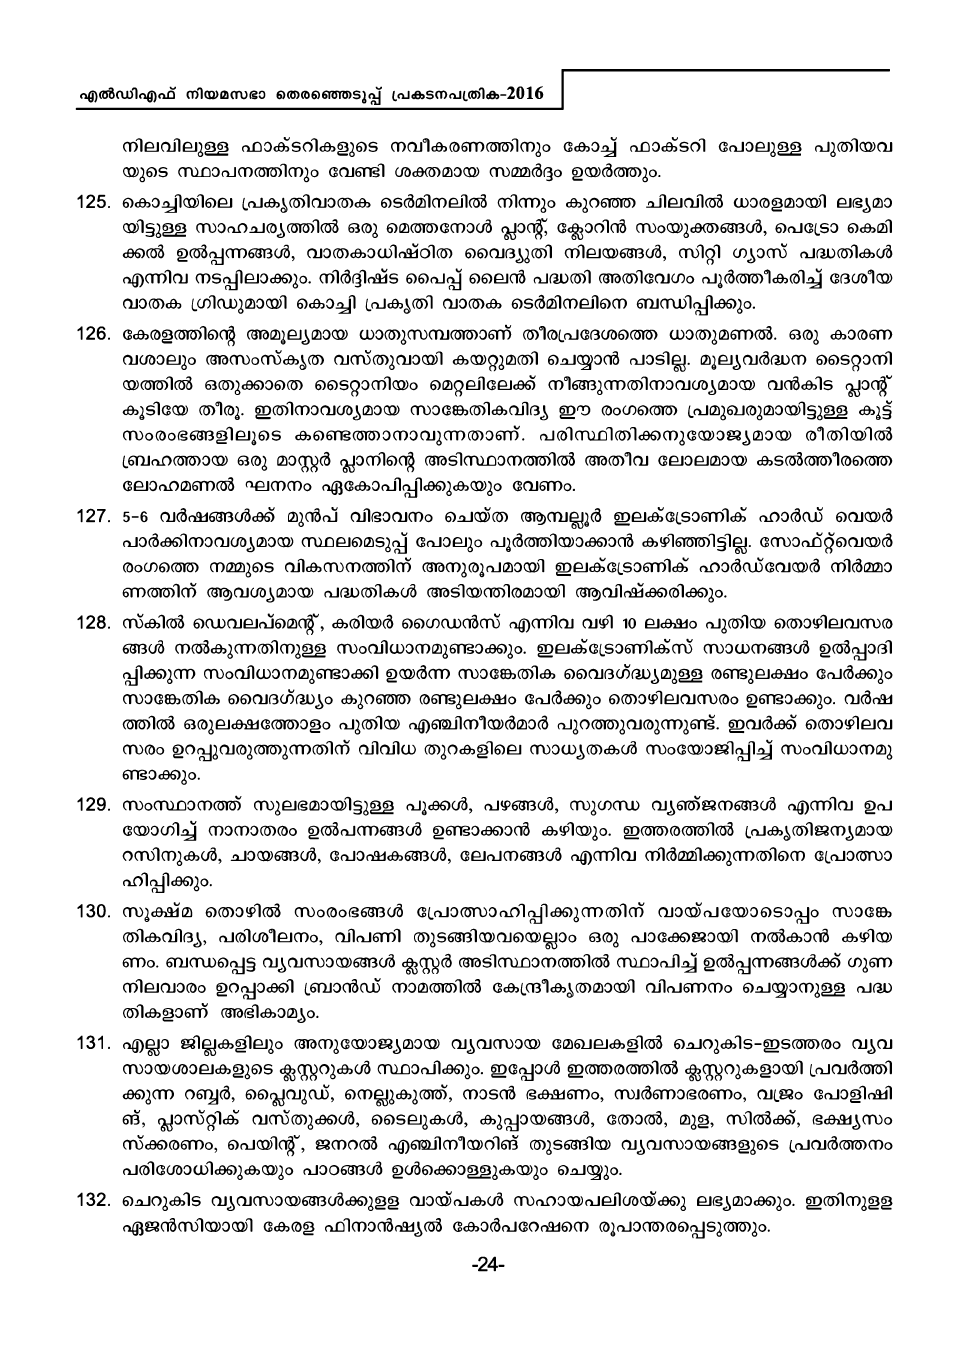 എൽഡിഎഫ് നിയമസഭാ തെരഞ്ഞെടുപ്പ് പ്രകടനപത്രിക-2016
നിലവിലുള്ള ഫാക്ടറികളുടെ നവീകരണത്തിനും കോച്ച് ഫാക്ടറി പോലുള്ള പുതിയവ
യുടെ സ്ഥാപനത്തിനും വേണ്ടി ശക്തമായ സമ്മർദ്ദം ഉയർത്തും.
125. കൊച്ചിയിലെ പ്രകൃതിവാതക ടെർമിനലിൽ നിന്നും കുറഞ്ഞ ചിലവിൽ ധാരളമായി ലഭ്യമാ
യിട്ടുള്ള സാഹചര്യത്തിൽ ഒരു മെത്തനോൾ പ്ലാന്റ്, ക്ലോറിൻ സംയുക്തങ്ങൾ, പെട്രോ കെമി
ക്കൽ ഉൽപ്പന്നങ്ങൾ, വാതകാധിഷ്ഠിത വൈദ്യുതി നിലയങ്ങൾ, സിറ്റി ഗ്യാസ് പദ്ധതികൾ
എന്നിവ നടപ്പിലാക്കും. നിർദ്ദിഷ്ട പൈപ്പ് ലൈൻ പദ്ധതി അതിവേഗം പൂർത്തീകരിച്ച് ദേശീയ
വാതക ഗ്രിഡുമായി കൊച്ചി പ്രകൃതി വാതക ടെർമിനലിനെ ബന്ധിപ്പിക്കും.
126. കേരളത്തിന്റെ അമൂല്യമായ ധാതുസമ്പത്താണ് തീരപ്രദേശത്തെ ധാതുമണൽ. ഒരു കാരണ
വശാലും അസംസ്കൃത വസ്തുവായി കയറ്റുമതി ചെയ്യാൻ പാടില്ല. മൂല്യവർദ്ധന ടൈറ്റാനി
യത്തിൽ ഒതുക്കാതെ ടൈറ്റാനിയം മെറ്റലിലേക്ക് നീങ്ങുന്നതിനാവശ്യമായ വൻകിട പ്ലാന്റ്
കൂടിയേ തീരൂ. ഇതിനാവശ്യമായ സാങ്കേതികവിദ്യ ഈ രംഗത്തെ പ്രമുഖരുമായിട്ടുള്ള കൂട്ട്
സംരംഭങ്ങളിലൂടെ കണ്ടെത്താനാവുന്നതാണ്. പരിസ്ഥിതിക്കനുയോജ്യമായ രീതിയിൽ
ബ്രഹത്തായ ഒരു മാസ്റ്റർ പ്ലാനിന്റെ അടിസ്ഥാനത്തിൽ അതീവ ലോലമായ കടൽത്തീരത്തെ
ലോഹമണൽ ഘനനം ഏകോപിപ്പിക്കുകയും വേണം.
127. 5-6 വർഷങ്ങൾക്ക് മുൻപ് വിഭാവനം ചെയ്ത ആമ്പല്ലൂർ ഇലക്ട്രോണിക് ഹാർഡ് വെയർ
പാർക്കിനാവശ്യമായ സ്ഥലമെടുപ്പ് പോലും പൂർത്തിയാക്കാൻ കഴിഞ്ഞിട്ടില്ല. സോഫ്റ്റ്വെയർ
രംഗത്തെ നമ്മുടെ വികസനത്തിന് അനുരൂപമായി ഇലക്ട്രോണിക് ഹാർഡ്വേയർ നിർമ്മാ
ണത്തിന് ആവശ്യമായ പദ്ധതികൾ അടിയന്തിരമായി ആവിഷ്ക്കരിക്കും.
128. സ്കിൽ ഡെവലപ്മെന്റ്, കരിയർ ഗൈഡൻസ് എന്നിവ വഴി 10 ലക്ഷം പുതിയ തൊഴിലവസര
ങ്ങൾ നൽകുന്നതിനുള്ള സംവിധാനമുണ്ടാക്കും. ഇലക്ട്രോണിക്സ് സാധനങ്ങൾ ഉൽപ്പാദി
പ്പിക്കുന്ന സംവിധാനമുണ്ടാക്കി ഉയർന്ന സാങ്കേതിക വൈദഗ്ദ്ധ്യമുള്ള രണ്ടുലക്ഷം പേർക്കും
സാങ്കേതിക വൈദഗ്ദ്ധ്യം കുറഞ്ഞ രണ്ടുലക്ഷം പേർക്കും തൊഴിലവസരം ഉണ്ടാക്കും. വർഷ
ത്തിൽ ഒരുലക്ഷത്തോളം പുതിയ എഞ്ചിനീയർമാർ പുറത്തുവരുന്നുണ്ട്. ഇവർക്ക് തൊഴിലവ
സരം ഉറപ്പുവരുത്തുന്നതിന് വിവിധ തുറകളിലെ സാധ്യതകൾ സംയോജിപ്പിച്ച് സംവിധാനമു
ണ്ടാക്കും.
129. സംസ്ഥാനത്ത് സുലഭമായിട്ടുള്ള പൂക്കൾ, പഴങ്ങൾ, സുഗന്ധ വ്യഞ്ജനങ്ങൾ എന്നിവ ഉപ
യോഗിച്ച് നാനാതരം ഉൽപന്നങ്ങൾ ഉണ്ടാക്കാൻ കഴിയും. ഇത്തരത്തിൽ പ്രകൃതിജന്യമായ
റസിനുകൾ, ചായങ്ങൾ, പോഷകങ്ങൾ, ലേപനങ്ങൾ എന്നിവ നിർമ്മിക്കുന്നതിനെ പ്രോത്സാ
ഹിപ്പിക്കും.
130. സൂക്ഷ്മ തൊഴിൽ സംരംഭങ്ങൾ പ്രോത്സാഹിപ്പിക്കുന്നതിന് വായ്പയോടൊപ്പം സാങ്കേ
തികവിദ്യ, പരിശീലനം, വിപണി തുടങ്ങിയവയെല്ലാം ഒരു പാക്കേജായി നൽകാൻ കഴിയ
ണം. ബന്ധപ്പെട്ട വ്യവസായങ്ങൾ ക്ലസ്റ്റർ അടിസ്ഥാനത്തിൽ സ്ഥാപിച്ച് ഉൽപ്പന്നങ്ങൾക്ക് ഗുണ
നിലവാരം ഉറപ്പാക്കി ബ്രാൻഡ് നാമത്തിൽ കേന്ദ്രീകൃതമായി വിപണനം ചെയ്യാനുള്ള പദ്ധ
തികളാണ് അഭികാമ്യം.
131. എല്ലാ ജില്ലകളിലും അനുയോജ്യമായ വ്യവസായ മേഖലകളിൽ ചെറുകിട-ഇടത്തരം വ്യവ
സായശാലകളുടെ ക്ലസ്റ്ററുകൾ സ്ഥാപിക്കും. ഇപ്പോൾ ഇത്തരത്തിൽ ക്ലസ്റ്ററുകളായി പ്രവർത്തി
ക്കുന്ന റബ്ബർ, പ്ലൈവുഡ്, നെല്ലുകുത്ത്, നാടൻ ഭക്ഷണം, സ്വർണാഭരണം, വജ്രം പോളിഷി
ങ്, പ്ലാസ്റ്റിക് വസ്തുക്കൾ, ടൈലുകൾ, കുപ്പായങ്ങൾ, തോൽ, മുള, സിൽക്ക്, ഭക്ഷ്യസം
സ്ക്കരണം, പെയിന്റ്, ജനറൽ എഞ്ചിനീയറിങ് തുടങ്ങിയ വ്യവസായങ്ങളുടെ പ്രവർത്തനം
പരിശോധിക്കുകയും പാഠങ്ങൾ ഉൾക്കൊള്ളുകയും ചെയ്യും.
132. ചെറുകിട വ്യവസായങ്ങൾക്കുളള വായ്പകൾ സഹായപലിശയ്ക്കു ലഭ്യമാക്കും. ഇതിനുളള
ഏജൻസിയായി കേരള ഫിനാൻഷ്യൽ കോർപറേഷനെ രൂപാന്തരപ്പെടുത്തും.
-24-